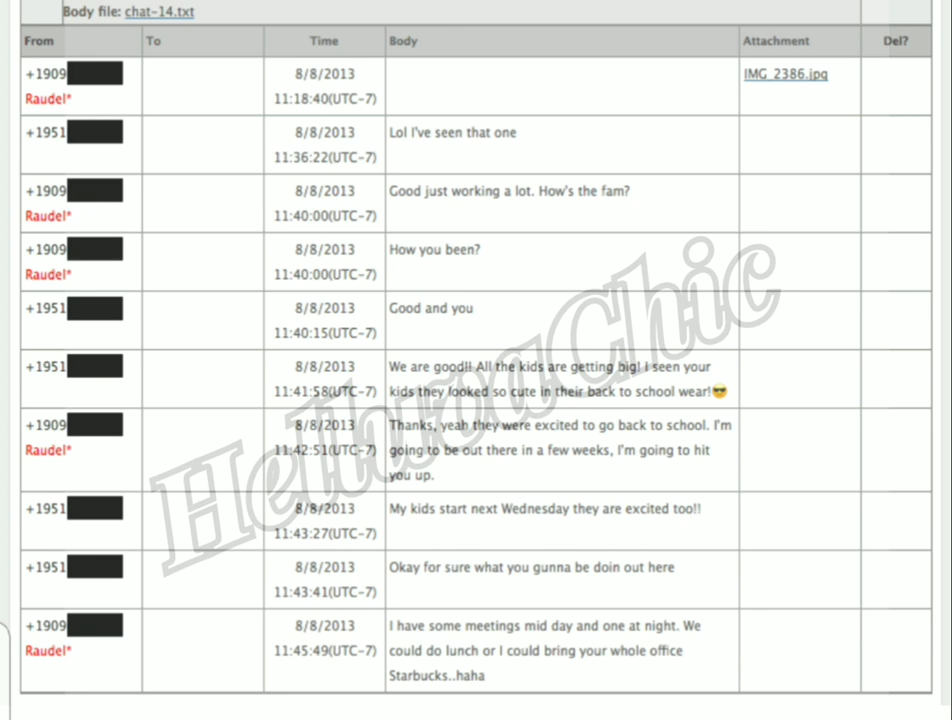 Body file: chat-14.txt
From To Time Body Attachment Del?
+1909 8/8/2013 IMG_2386.jpg
Raudel* 11:18:40(UTC-7)
+1951 8/8/2013 Lol I've seen that one
11:36:22(UTC-7)
+1909 8/8/2013 Good just working a lot. How's the fam?
Raudel* 11:40:00(UTC-7)
+1909 8/8/2013 How you been?
Raudel* 11:40:00(UTC-7)
+1951 8/8/2013 Good and you
11:40:15(UTC-7)
+1951 8/8/2013 We are good!! All the kids are getting big! I seen your
11:41:58(UTC-7) kids they looked so cute in their back to school wear!😎
+1909 8/8/2013 Thanks, yeah they were excited to go back to school. I'm
Raudel* 11:42:51(UTC-7) going to be out there in a few weeks, I'm going to hit
you up.
+1951 8/8/2013 My kids start next Wednesday they are excited too!!
11:43:27(UTC-7)
+1951 8/8/2013 Okay for sure what you gunna be doin out here
11:43:41(UTC-7)
+1909 8/8/2013 I have some meetings mid day and one at night. We
Raudel* 11:45:49(UTC-7) could do lunch or I could bring your whole office
Starbucks..haha
HellwroaChic